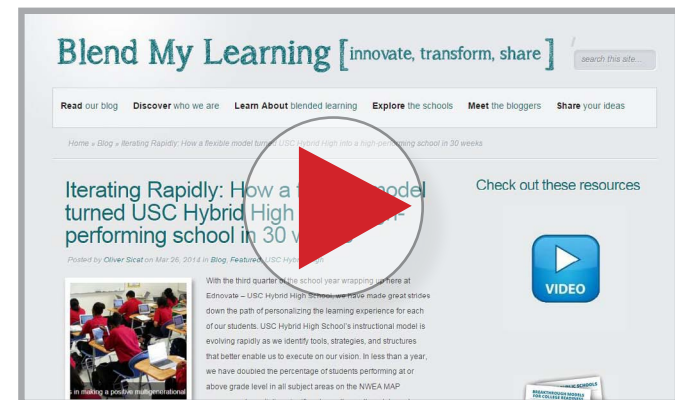 Blend My Learning [innovate, transform, share]
search this site...
Read our blog Discover who we are Learn About blended learning Explore the schools Meet the bloggers Share your ideas
Home » Blog » Iterating Rapidly: How a flexible model turned USC Hybrid High into a high-performing school in 30 weeks
Iterating Rapidly: How a model
turned USC Hybrid High
performing school in 30
Check out these resources
Posted by Oliver Sicat on Mar 26, 2014 in Blog, Featured, USC Hybrid High
With the third quarter of the school year wrapping up here at
Ednovate – USC Hybrid High School, we have made great strides
down the path of personalizing the learning experience for each
of our students. USC Hybrid High School's instructional model is
evolving rapidly as we identify tools, strategies, and structures
that better enable us to execute on our vision. In less than a year,
we have doubled the percentage of students performing at or
above grade level in all subject areas on the NWEA MAP
s in making a positive multigenerational
VIDEO
SCHOOLS
BREAKTHROUGH MODELS
FOR COLLEGE READINESS